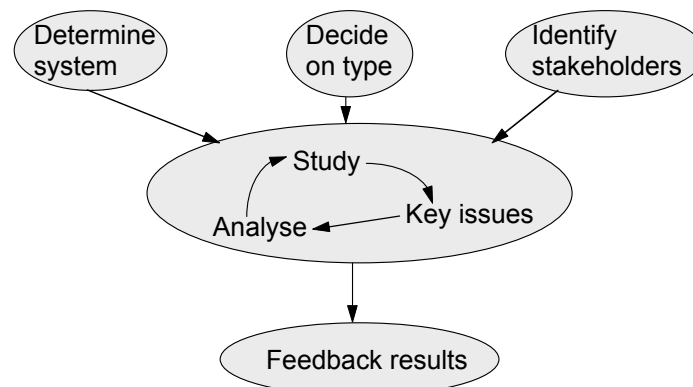 Determine
system
Decide
on type
Identify
stakeholders
Study
Key issues
Analyse
Feedback results